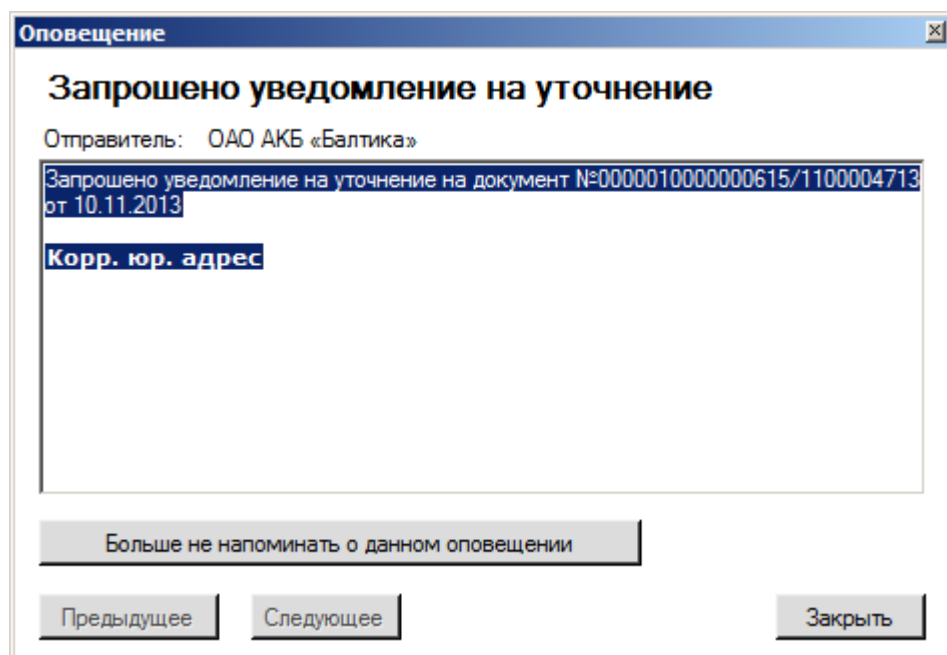 Оповещение
Запрошено уведомление на уточнение
Отправитель: ОАО АКБ «Балтика»
Запрошено уведомление на уточнение на документ №0000010000000615/1100004713
от 10.11.2013
Корр. юр. адрес
Больше не напоминать о данном оповещении
Предыдущее Следующее Закрыть